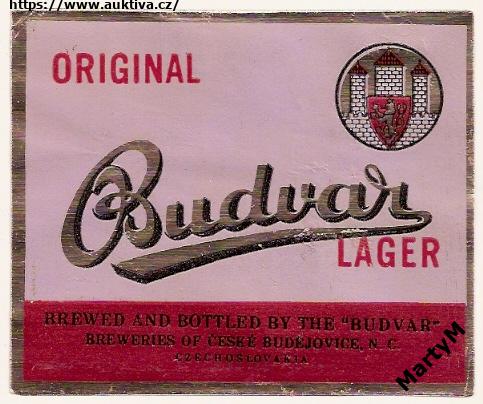 https://www.auktiva.cz/
ORIGINAL
Budvar
LAGER
BREWED AND BOTTLED BY THE "BUDVAR"
BREWERIES OF ČESKÉ BUDĚJOVICE, N. C.
CZECHOSLOVAKIA
MartyM